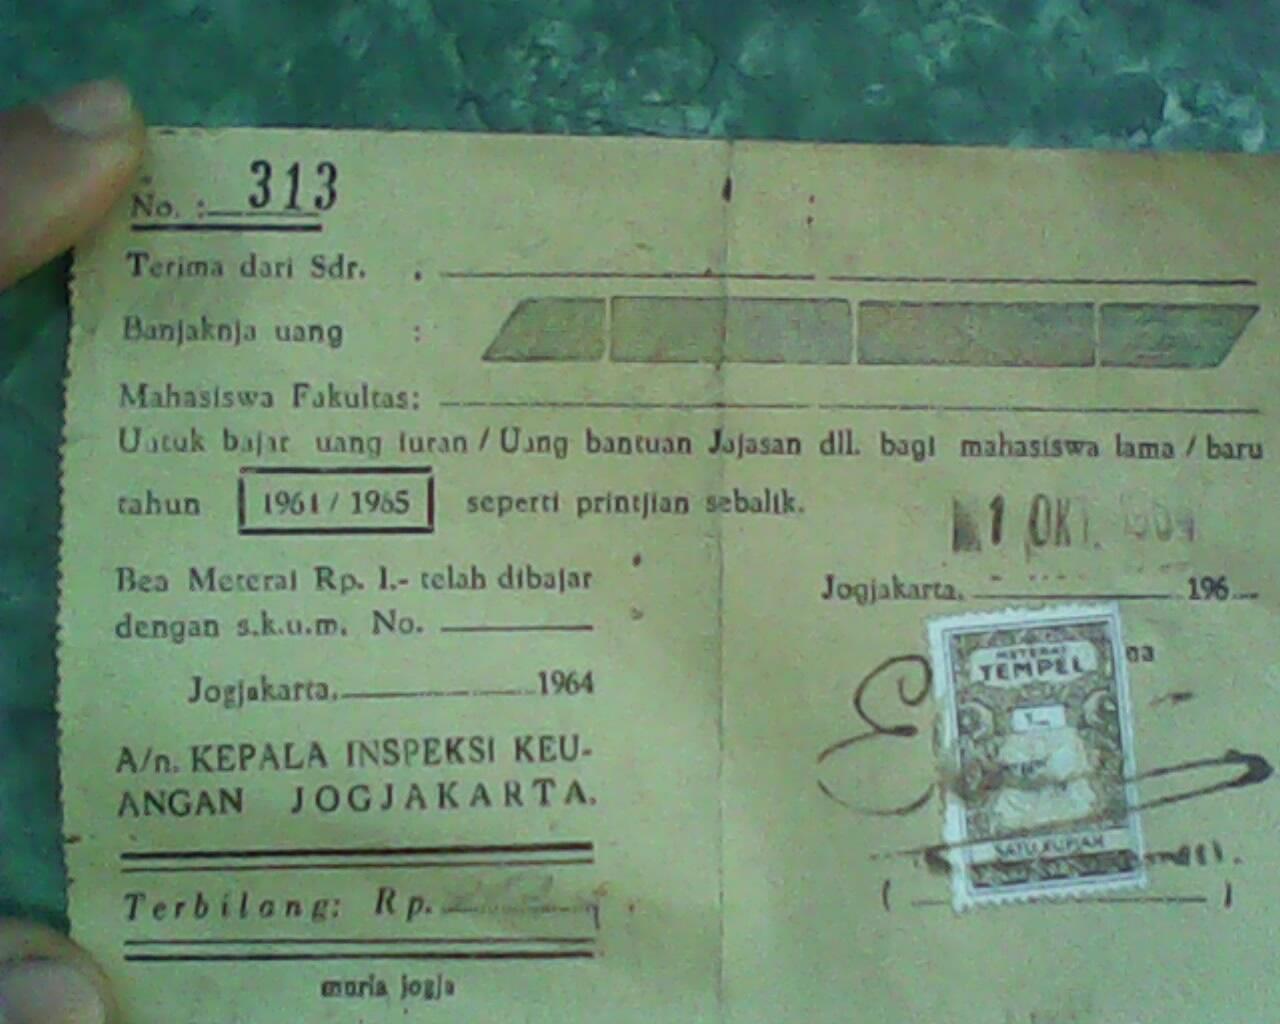 No. : 313
Terima dari Sdr. :
Banjaknja uang :
Mahasiswa Fakultas:
Untuk bajar uang iuran / Uang bantuan Jajasan dll. bagi mahasiswa lama / baru
tahun 1964 / 1965 seperti printjian sebalik.
Bea Meterai Rp. 1.- telah dibajar
dengan s.k.u.m. No.
Jogjakarta, 1964
A/n. KEPALA INSPEKSI KEU-
ANGAN JOGJAKARTA.
Terbilang: Rp.
muria jogja
1 OKT. 1964
Jogjakarta, 196
METERAI
TEMPEL
SATU RUPIAH
( )